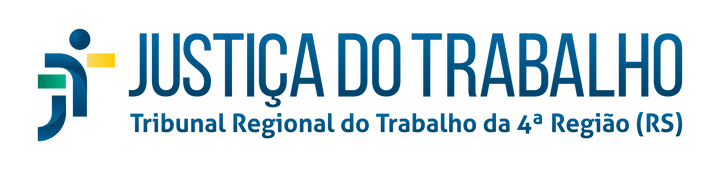 JUSTIÇA DO TRABALHO
Tribunal Regional do Trabalho da 4ª Região (RS)